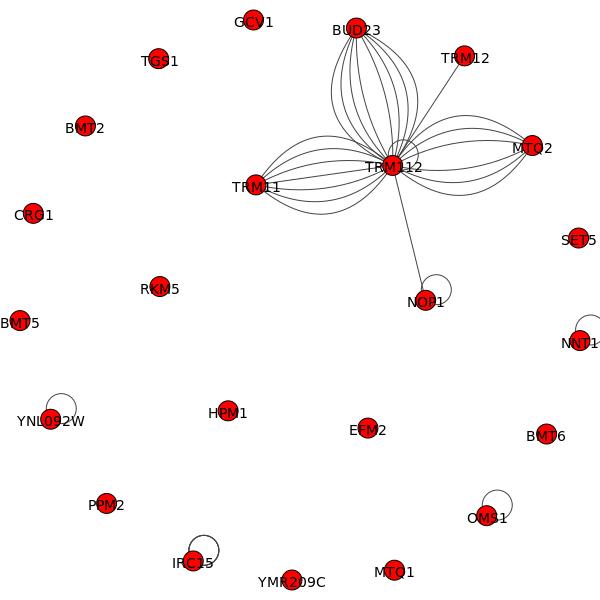 GCV1
BUD23
TGS1
TRM12
BMT2
MTQ2
TRM112
TRM11
CRG1
SET5
RKM5
NOP1
BMT5
NNT1
HPM1
YNL092W
EFM2
BMT6
PPM2
OMS1
IRC15
MTQ1
YMR209C